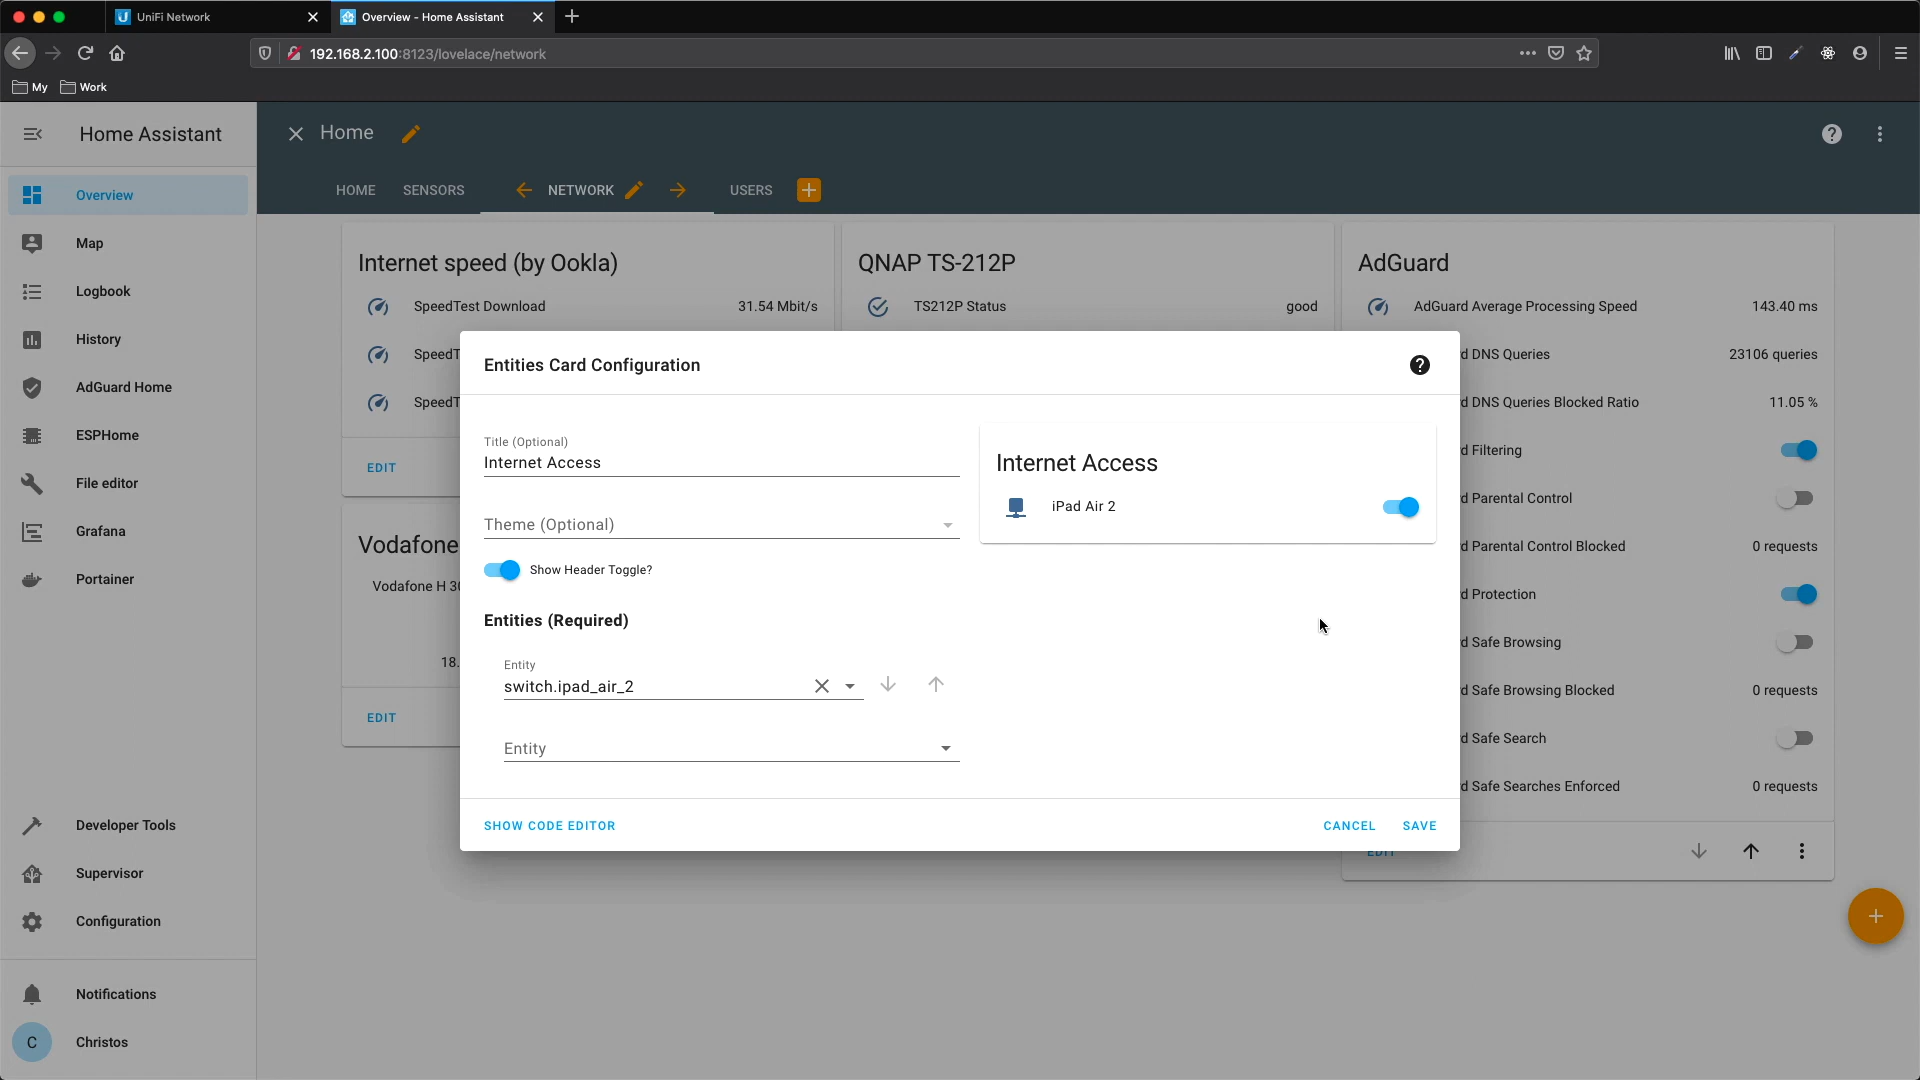 UniFi Network
Overview - Home Assistant
192.168.2.100:8123/lovelace/network
My
Work
Home Assistant
Home
HOME
SENSORS
NETWORK
USERS
Overview
Map
Logbook
History
AdGuard Home
ESPHome
File editor
Grafana
Portainer
Developer Tools
Supervisor
Configuration
Notifications
C
Christos
Internet speed (by Ookla)
SpeedTest Download
31.54 Mbit/s
SpeedT
SpeedT
EDIT
Vodafone
Vodafone H 30
18.
EDIT
QNAP TS-212P
TS212P Status
good
AdGuard
AdGuard Average Processing Speed
143.40 ms
d DNS Queries
23106 queries
d DNS Queries Blocked Ratio
11.05 %
d Filtering
d Parental Control
d Parental Control Blocked
0 requests
d Protection
d Safe Browsing
d Safe Browsing Blocked
0 requests
d Safe Search
d Safe Searches Enforced
0 requests
EDIT
Entities Card Configuration
Title (Optional)
Internet Access
Theme (Optional)
Show Header Toggle?
Entities (Required)
Entity
switch.ipad_air_2
Entity
Internet Access
iPad Air 2
SHOW CODE EDITOR
CANCEL
SAVE